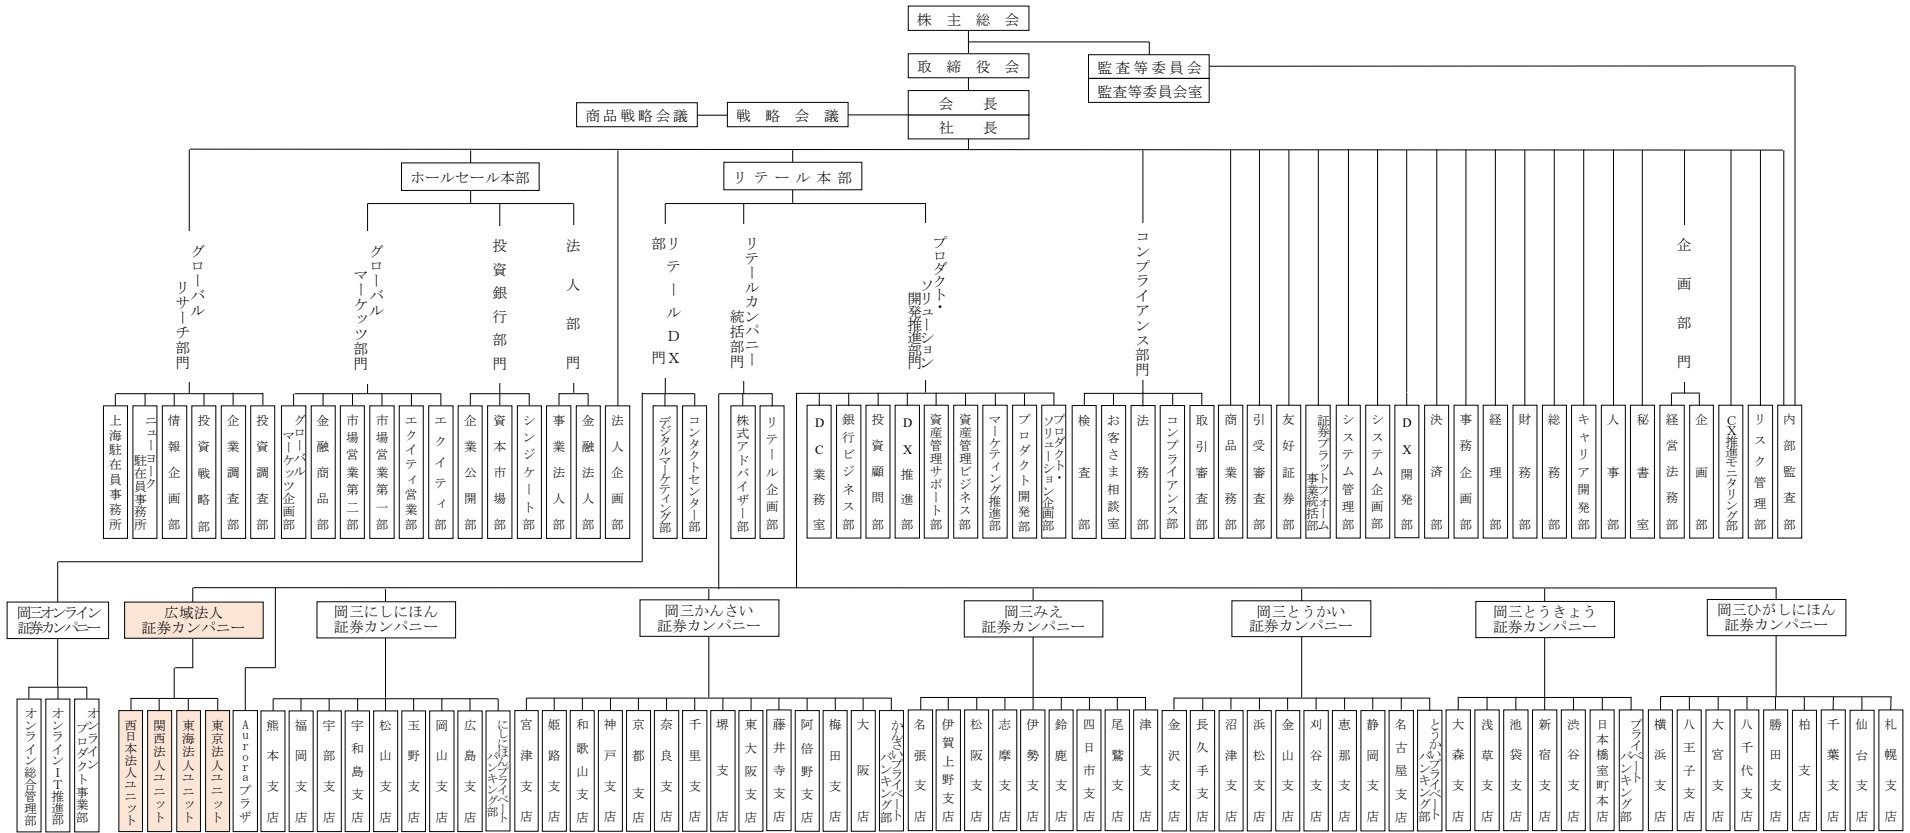 株主総会
取締役会
監査等委員会
監査等委員会室
会長
社長
商品戦略会議
戦略会議
ホールセール本部
リテール本部
グローバル
リサーチ部門
グローバル
マーケッツ部門
投資銀行部門
法人部門
リテールDX
部門
リテールカンパニー
統括部門
プロダクト・
ソリューション
開発推進部門
コンプライアンス部門
企画部門
上海駐在員事務所
ニューヨーク
駐在員事務所
情報企画部
投資戦略部
企業調査部
投資調査部
グローバル
マーケッツ企画部
金融商品部
市場営業第二部
市場営業第一部
エクイティ営業部
エクイティ部
企業公開部
資本市場部
シンジケート部
事業法人部
金融法人部
法人企画部
デジタルマーケティング部
コンタクトセンター部
株式アドバイザー部
リテール企画部
DC業務室
銀行ビジネス部
投資顧問部
DX推進部
資産管理サポート部
資産管理ビジネス部
マーケティング推進部
プロダクト開発部
プロダクト・
ソリューション企画部
検査部
お客さま相談室
法務部
コンプライアンス部
取引審査部
商品業務部
引受審査部
友好証券部
証券プラットフォーム
事業統括部
システム管理部
システム企画部
DX開発部
決済部
事務企画部
経理部
財務部
総務部
キャリア開発部
人事部
秘書室
経営法務部
企画部
CX推進モニタリング部
リスク管理部
内部監査部
岡三オンライン
証券カンパニー
広域法人
証券カンパニー
岡三にしにほん
証券カンパニー
岡三かんさい
証券カンパニー
岡三みえ
証券カンパニー
岡三とうかい
証券カンパニー
岡三とうきょう
証券カンパニー
岡三ひがしにほん
証券カンパニー
オンライン総合管理部
オンラインIT推進部
オンライン
プロダクト事業部
西日本法人ユニット
関西法人ユニット
東海法人ユニット
東京法人ユニット
Auroraプラザ
熊本支店
福岡支店
宇部支店
宇和島支店
松山支店
玉野支店
岡山支店
広島支店
にしにほんプライベート
バンキング部
宮津支店
姫路支店
和歌山支店
神戸支店
京都支店
奈良支店
千里支店
堺支店
東大阪支店
藤井寺支店
阿倍野支店
梅田支店
大阪店
かんさいプライベート
バンキング部
名張支店
伊賀上野支店
松阪支店
志摩支店
伊勢支店
鈴鹿支店
四日市支店
尾鷲支店
津支店
金沢支店
長久手支店
沼津支店
浜松支店
金山支店
刈谷支店
恵那支店
静岡支店
名古屋支店
とうかいプライベート
バンキング部
大森支店
浅草支店
池袋支店
新宿支店
渋谷支店
日本橋室町本店
プライベート
バンキング部
横浜支店
八王子支店
大宮支店
八千代支店
勝田支店
柏支店
千葉支店
仙台支店
札幌支店